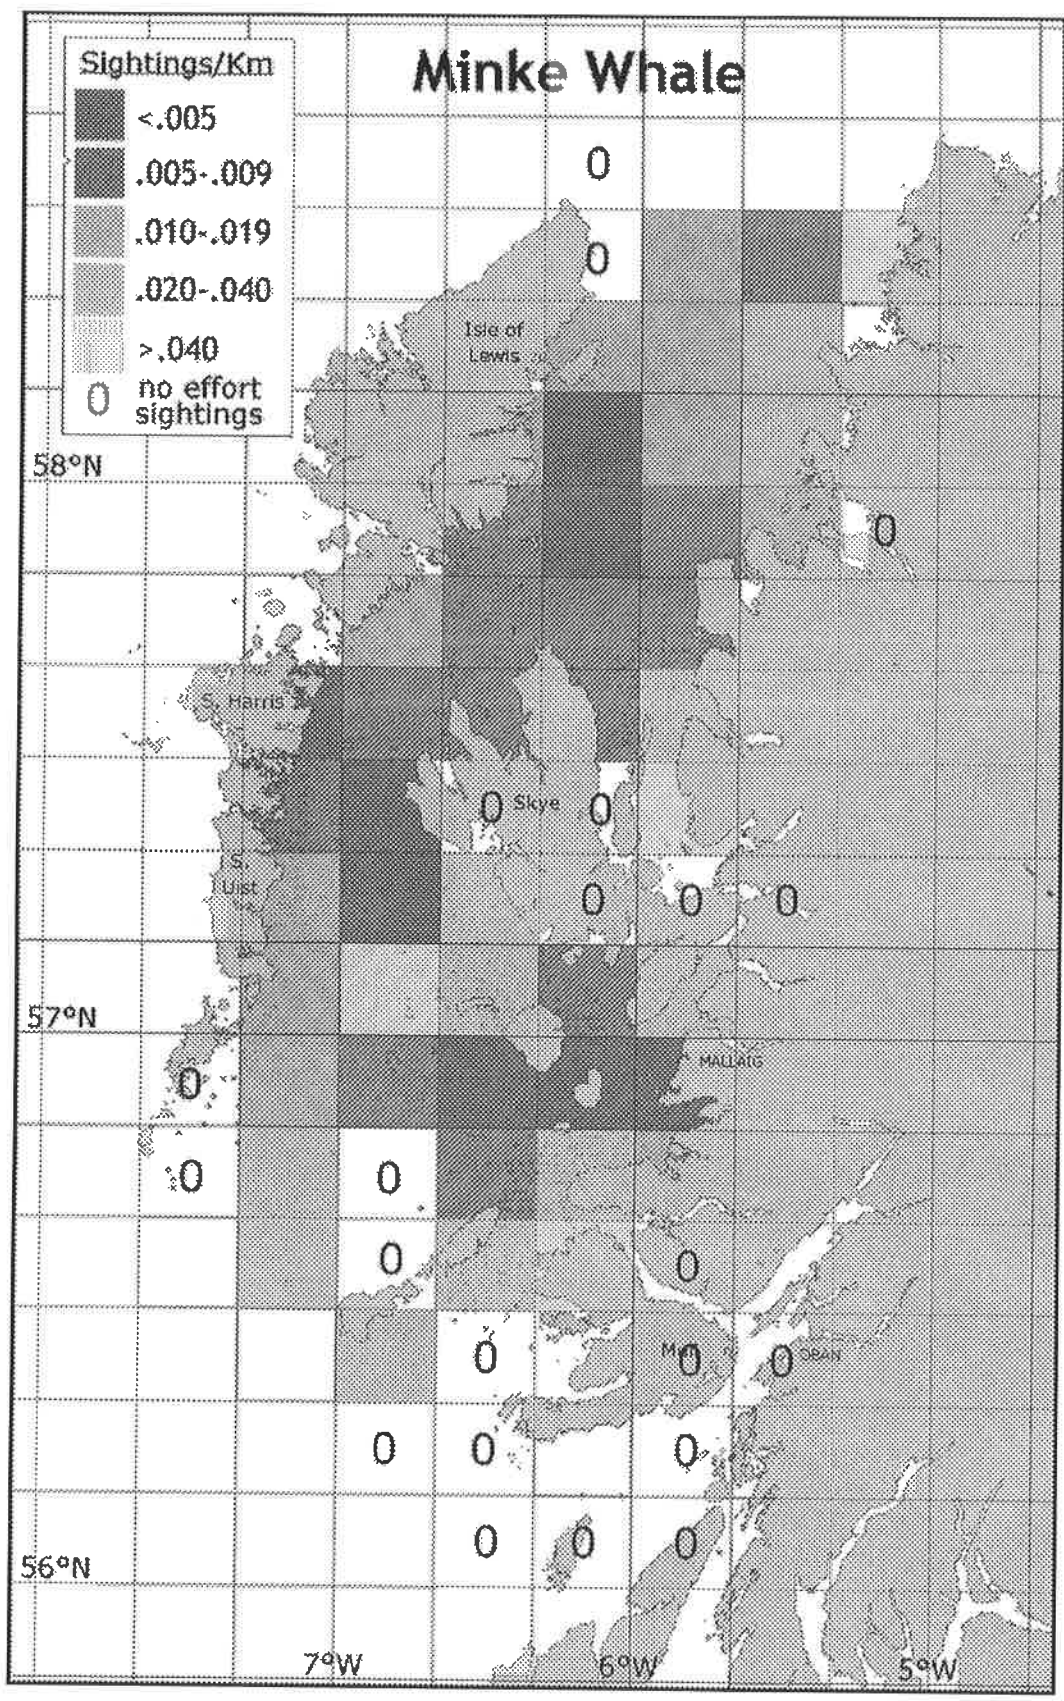 Minke Whale
Sightings/Km
<.005
.005-.009
.010-.019
.020-.040
>.040
0 no effort
sightings
0
0
Isle of
Lewis
58°N
0
S. Harris
0
Skye
0
S.
Uist
0
0
0
57°N
MALLAIG
0
0
0
0
0
0
0
0
OBAN
0
0
0
0
0
0
56°N
7°W
6°W
5°W